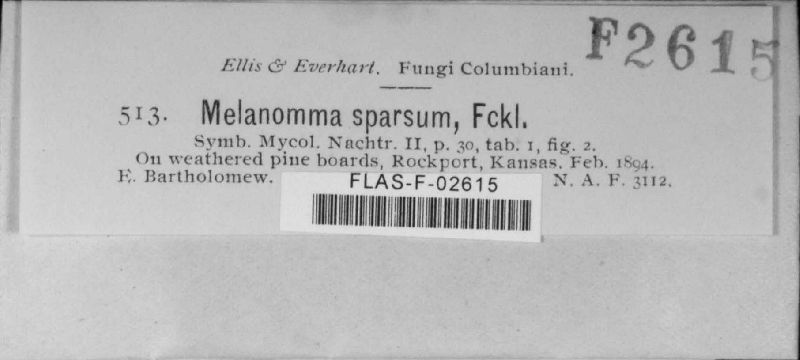 F2615
Ellis & Everhart. Fungi Columbiani.
513. Melanomma sparsum, Fckl.
Symb. Mycol. Nachtr. II, p. 30, tab. 1, fig. 2.
On weathered pine boards, Rockport, Kansas. Feb. 1894.
E. Bartholomew. N. A. F. 3112.
FLAS-F-02615